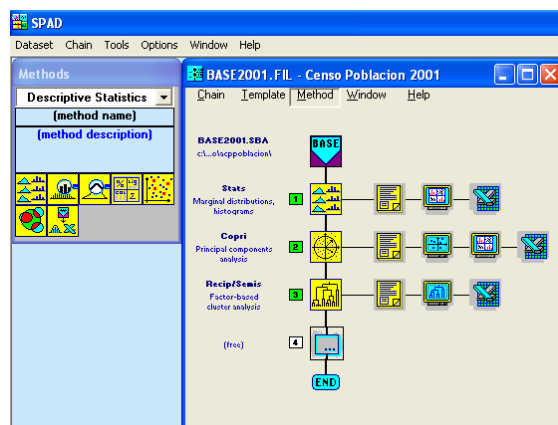 SPAD
Dataset Chain Tools Options Window Help
Methods
Descriptive Statistics
(method name)
(method description)
BASE2001.FIL - Censo Poblacion 2001
Chain Template Method Window Help
BASE2001.SBA
c:\...o\acppoblacion\
BASE
Stats
Marginal distributions,
histograms
1
Copri
Principal components
analysis
2
Recip/Semis
Factor-based
cluster analysis
3
(free)
4
END